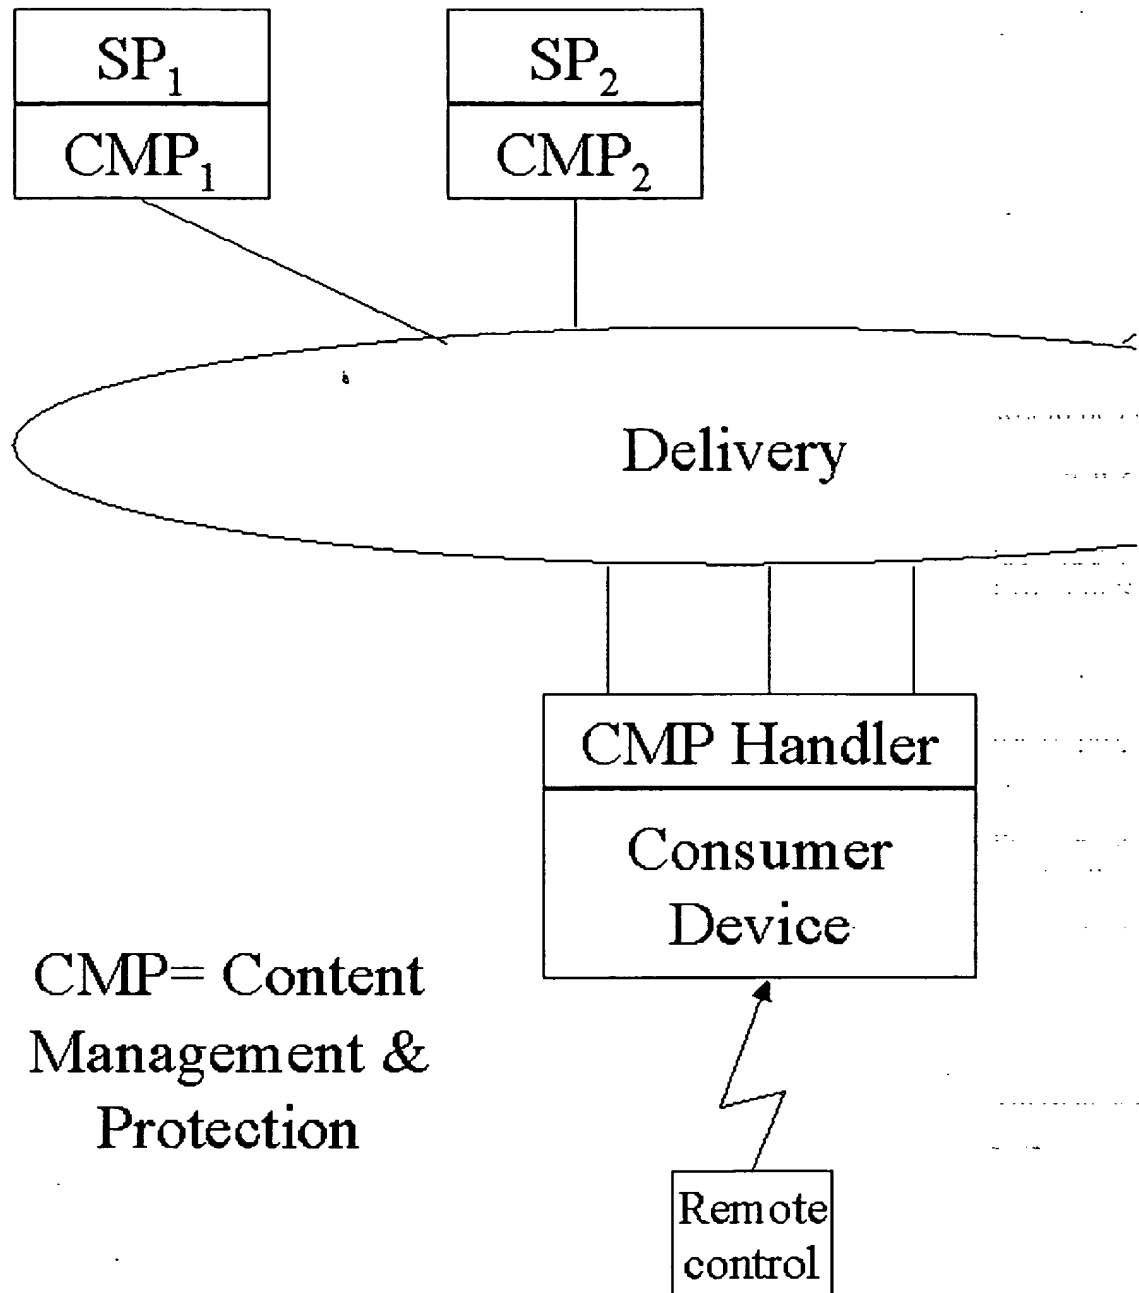 SP₁
CMP₁
SP₂
CMP₂
Delivery
CMP Handler
Consumer
Device
CMP= Content
Management &
Protection
Remote
control